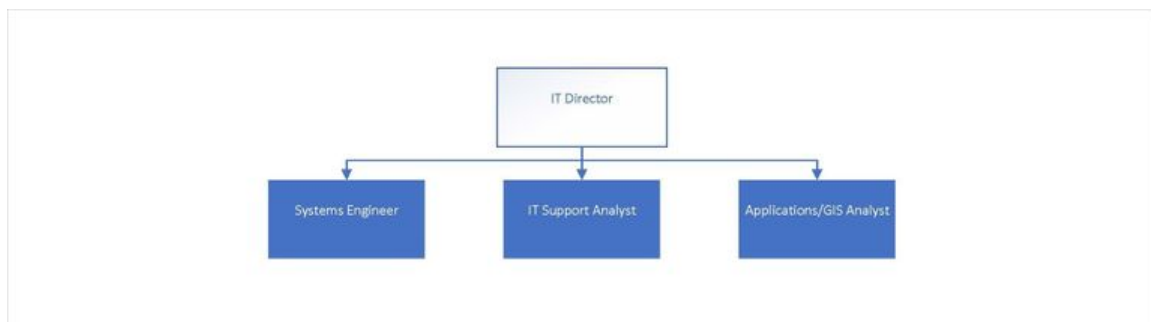 IT Director
Systems Engineer
IT Support Analyst
Applications/GIS Analyst